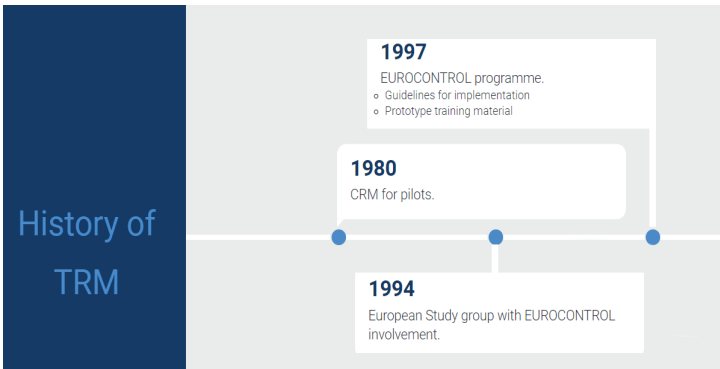 History of
TRM
1997
EUROCONTROL programme.
Guidelines for implementation
Prototype training material
1980
CRM for pilots.
1994
European Study group with EUROCONTROL
involvement.